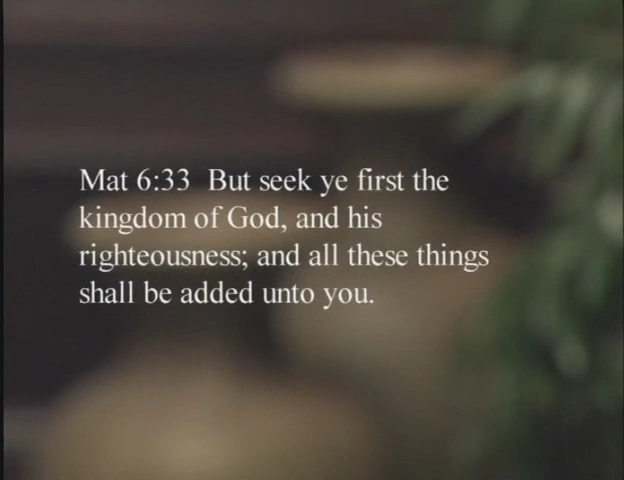 Mat 6:33  But seek ye first the
kingdom of God, and his
righteousness; and all these things
shall be added unto you.